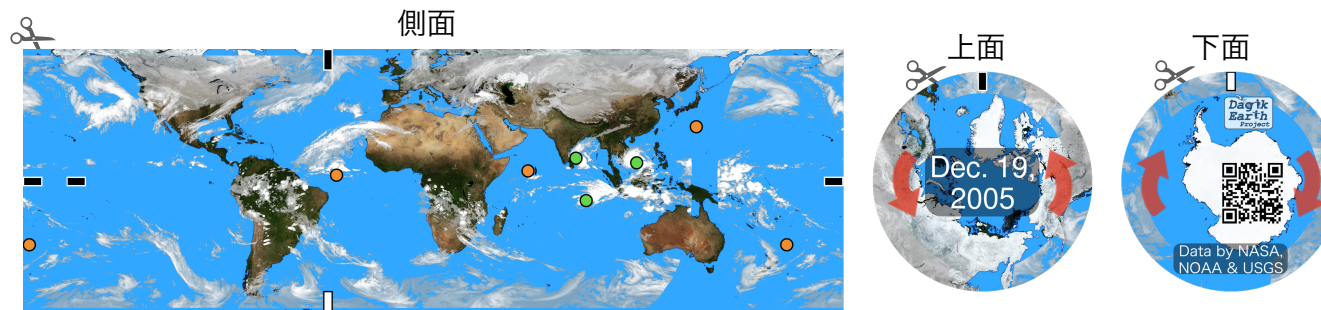 側面
上面
下面
Dec. 19,
2005
Dagik
Earth
Project
Data by NASA,
NOAA & USGS